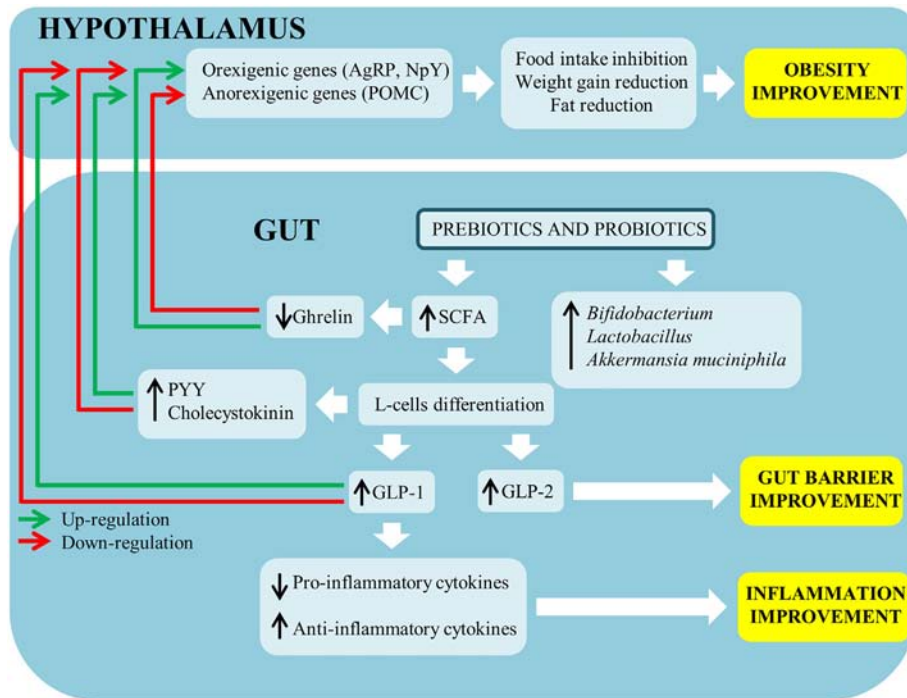 HYPOTHALAMUS
Orexigenic genes (AgRP, NpY)
Anorexigenic genes (POMC)
Food intake inhibition
Weight gain reduction
Fat reduction
OBESITY
IMPROVEMENT
GUT
PREBIOTICS AND PROBIOTICS
↓Ghrelin
↑SCFA
↑
Bifidobacterium
Lactobacillus
Akkermansia muciniphila
↑
PYY
Cholecystokinin
L-cells differentiation
↑GLP-1
↑GLP-2
GUT BARRIER
IMPROVEMENT
Up-regulation
Down-regulation
↓ Pro-inflammatory cytokines
↑ Anti-inflammatory cytokines
INFLAMMATION
IMPROVEMENT